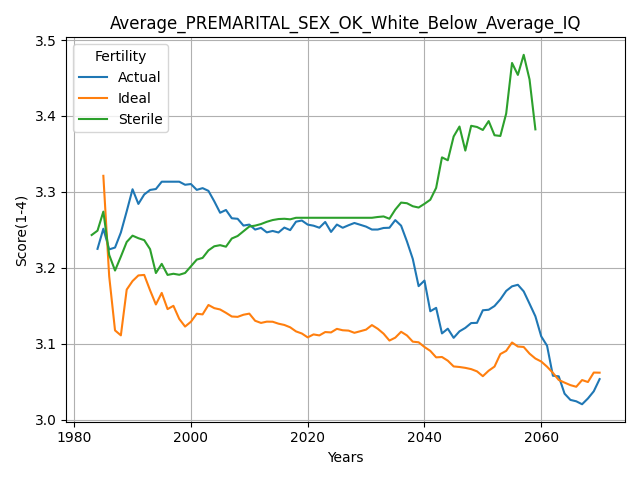 Average_PREMARITAL_SEX_OK_White_Below_Average_IQ
3.5
3.4
3.3
3.2
3.1
3.0
Score(1-4)
Fertility
Actual
Ideal
Sterile
1980 2000 2020 2040 2060
Years